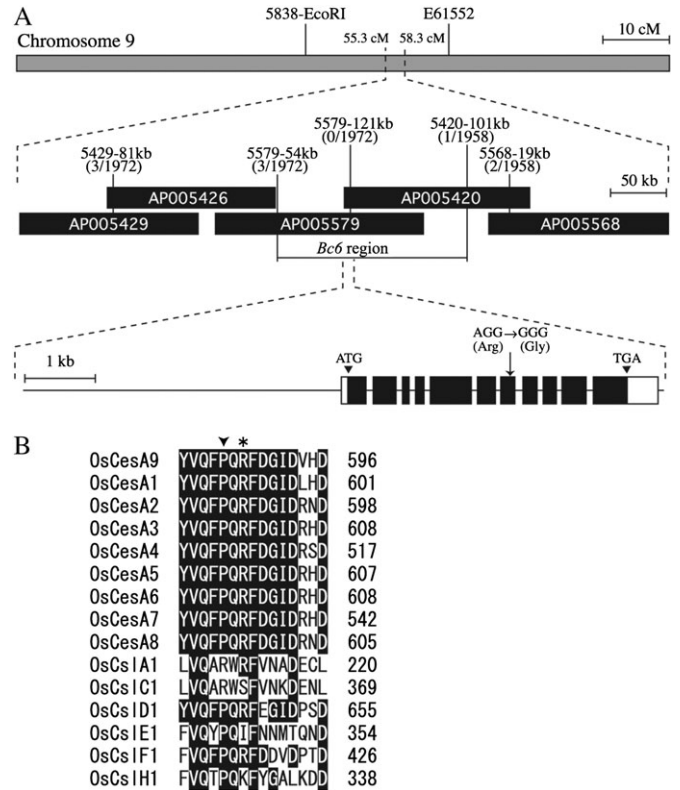 A
5838-EcoRI E61552
Chromosome 9 55.3 cM 58.3 cM 10 cM
5579-121kb 5420-101kb
(0/1972) (1/1958)
5429-81kb 5579-54kb 5568-19kb
(3/1972) (3/1972) (2/1958)
50 kb
AP005426 AP005420
AP005429 AP005579 AP005568
Bc6 region
AGG→GGG
(Arg) (Gly)
1 kb ATG TGA
B
*
OsCesA9 YVQFPQRFDGIDVHD 596
OsCesA1 YVQFPQRFDGIDLHD 601
OsCesA2 YVQFPQRFDGIDRND 598
OsCesA3 YVQFPQRFDGIDRHD 608
OsCesA4 YVQFPQRFDGIDRSD 517
OsCesA5 YVQFPQRFDGIDRHD 607
OsCesA6 YVQFPQRFDGIDRHD 608
OsCesA7 YVQFPQRFDGIDRHD 542
OsCesA8 YVQFPQRFDGIDRND 605
OsCslA1 LVQARWRFVNADECL 220
OsCslC1 LVQARWSFVNKDENL 369
OsCslD1 YVQFPQRFEGIDPSD 655
OsCslE1 FVQYPQIFNNMTQND 354
OsCslF1 FVQFPQRFDDVDPTD 426
OsCslH1 FVQTPQKFYGALKDD 338